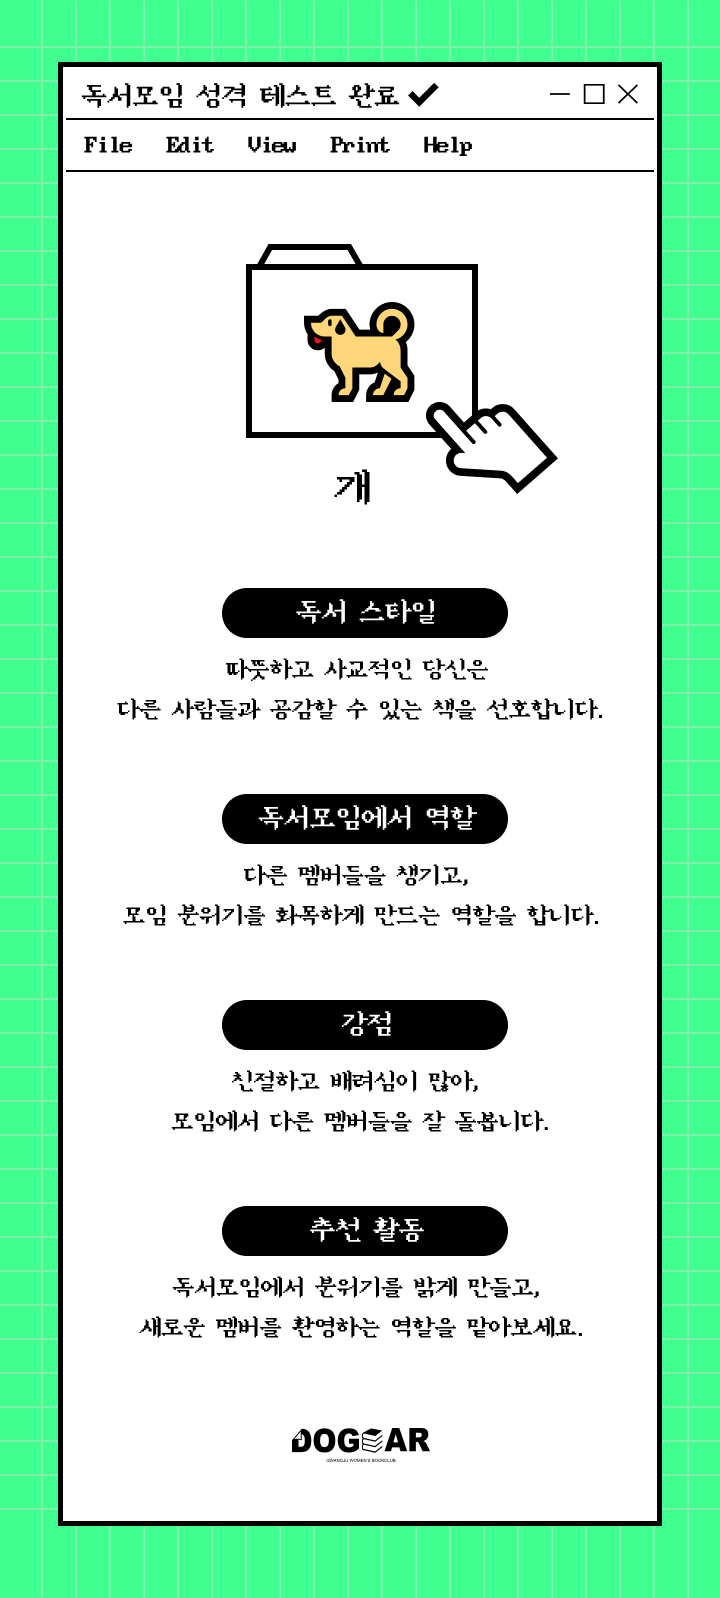 독서모임 성격 테스트 완료
File Edit View Print Help
개
독서 스타일
따뜻하고 사교적인 당신은
다른 사람들과 공감할 수 있는 책을 선호합니다.
독서모임에서 역할
다른 멤버들을 챙기고,
모임 분위기를 화목하게 만드는 역할을 합니다.
강점
친절하고 배려심이 많아,
모임에서 다른 멤버들을 잘 돌봅니다.
추천 활동
독서모임에서 분위기를 밝게 만들고,
새로운 멤버를 환영하는 역할을 맡아보세요.
DOGEAR
GWANGJU WOMEN'S BOOKCLUB